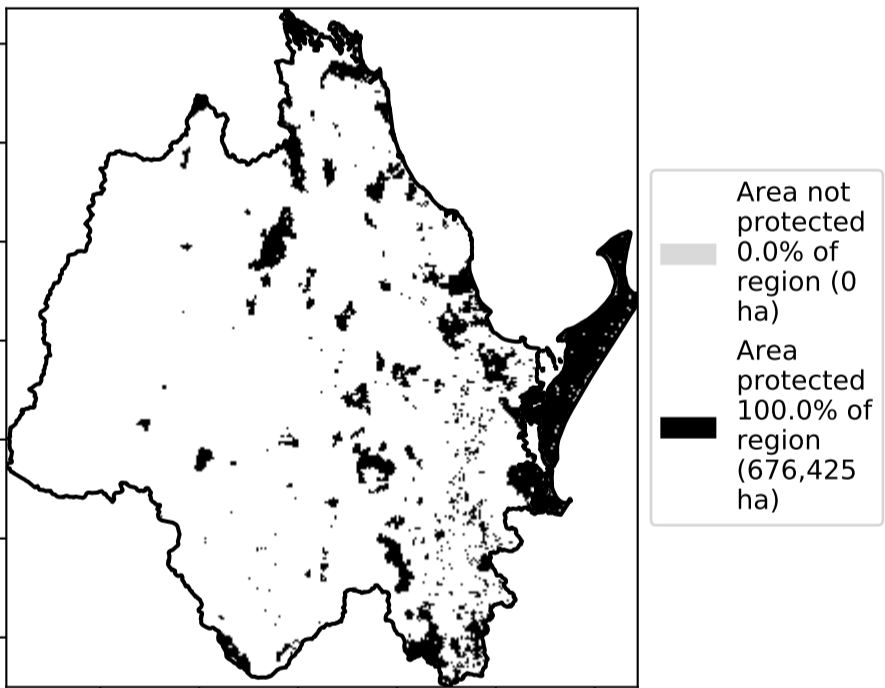 Area not
protected
0.0% of
region (0
ha)
Area
protected
100.0% of
region
(676,425
ha)